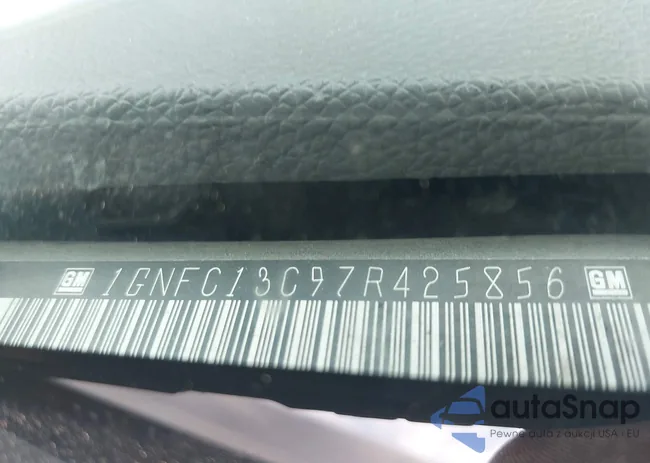 GM 1GNFC13C97R425856 GM
autaSnap
Pewne auta z aukcji USA - EU